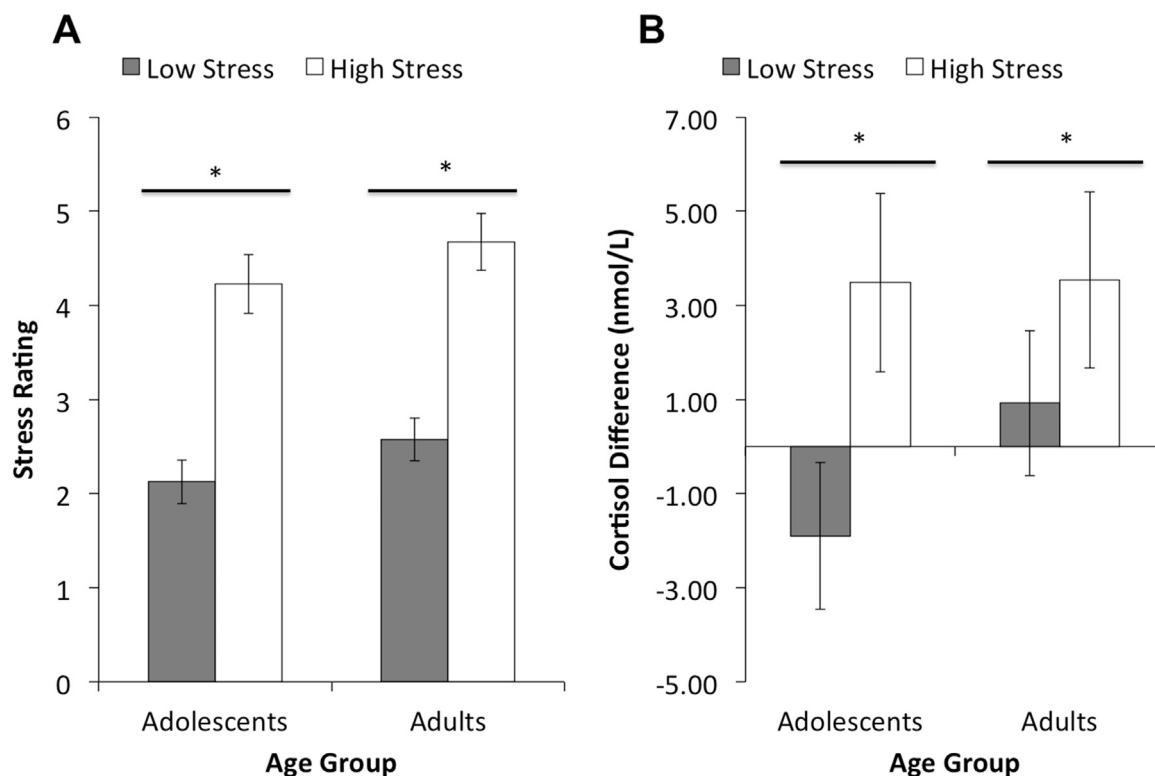 A
Low Stress High Stress
6
5
4
3
2
1
0
Stress Rating
* *
Adolescents Adults
Age Group
B
Low Stress High Stress
7.00
5.00
3.00
1.00
-1.00
-3.00
-5.00
Cortisol Difference (nmol/L)
* *
Adolescents Adults
Age Group